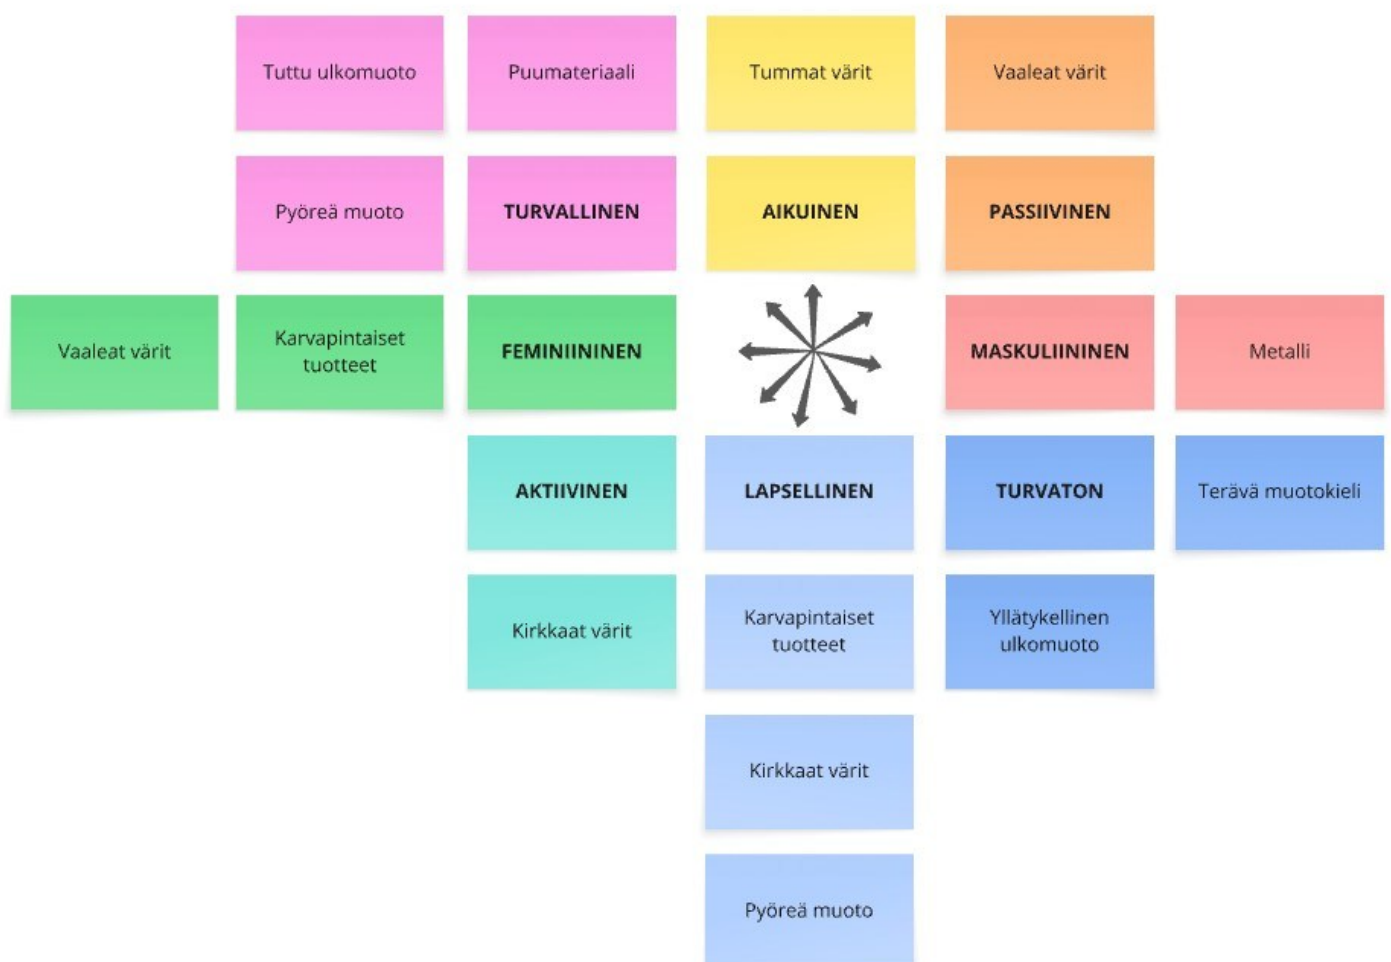 Tuttu ulkomuoto
Puumateriaali
Tummat värit
Vaaleat värit
Pyöreä muoto
TURVALLINEN
AIKUINEN
PASSIIVINEN
Vaaleat värit
Karvapintaiset
tuotteet
FEMINIININEN
MASKULIININEN
Metalli
AKTIIVINEN
LAPSELLINEN
TURVATON
Terävä muotokieli
Kirkkaat värit
Karvapintaiset
tuotteet
Yllätykellinen
ulkomuoto
Kirkkaat värit
Pyöreä muoto